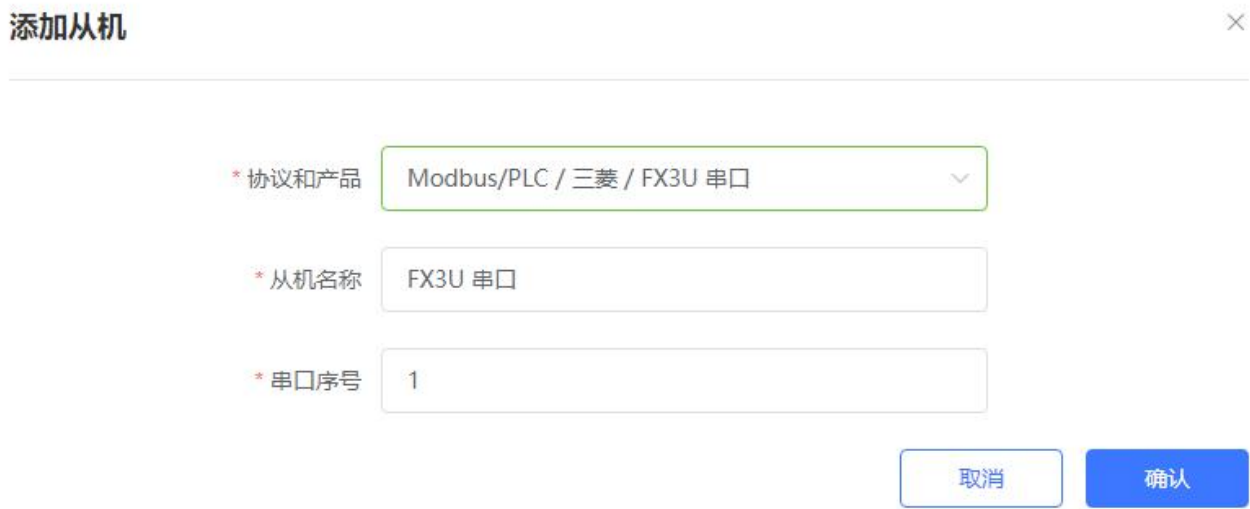 添加从机
* 协议和产品 Modbus/PLC / 三菱 / FX3U 串口
* 从机名称 FX3U 串口
* 串口序号 1
取消 确认